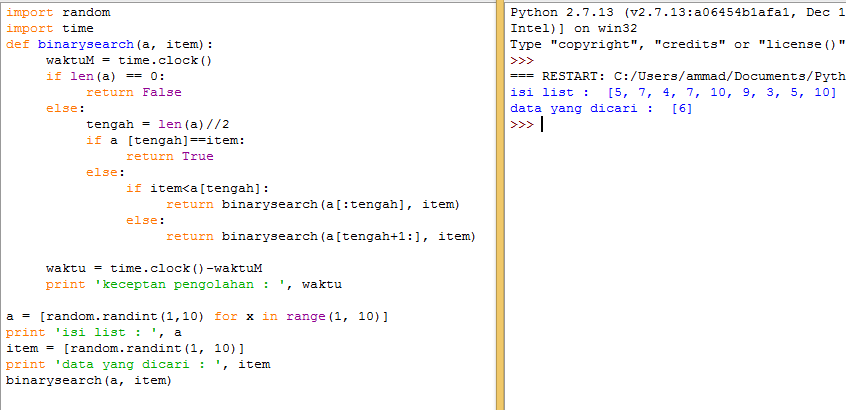 import random
import time
def binarysearch(a, item):
     waktuM = time.clock()
     if len(a) == 0:
          return False
     else:
          tengah = len(a)//2
          if a [tengah]==item:
               return True
          else:
               if item<a[tengah]:
                    return binarysearch(a[:tengah], item)
               else:
                    return binarysearch(a[tengah+1:], item)
     waktu = time.clock()-waktuM
     print 'keceptan pengolahan : ', waktu
a = [random.randint(1,10) for x in range(1, 10)]
print 'isi list : ', a
item = [random.randint(1, 10)]
print 'data yang dicari : ', item
binarysearch(a, item)
Python 2.7.13 (v2.7.13:a06454b1afa1, Dec 1
Intel)] on win32
Type "copyright", "credits" or "license()"
>>>
=== RESTART: C:/Users/ammad/Documents/Pyth
isi list :  [5, 7, 4, 7, 10, 9, 3, 5, 10]
data yang dicari :  [6]
>>>